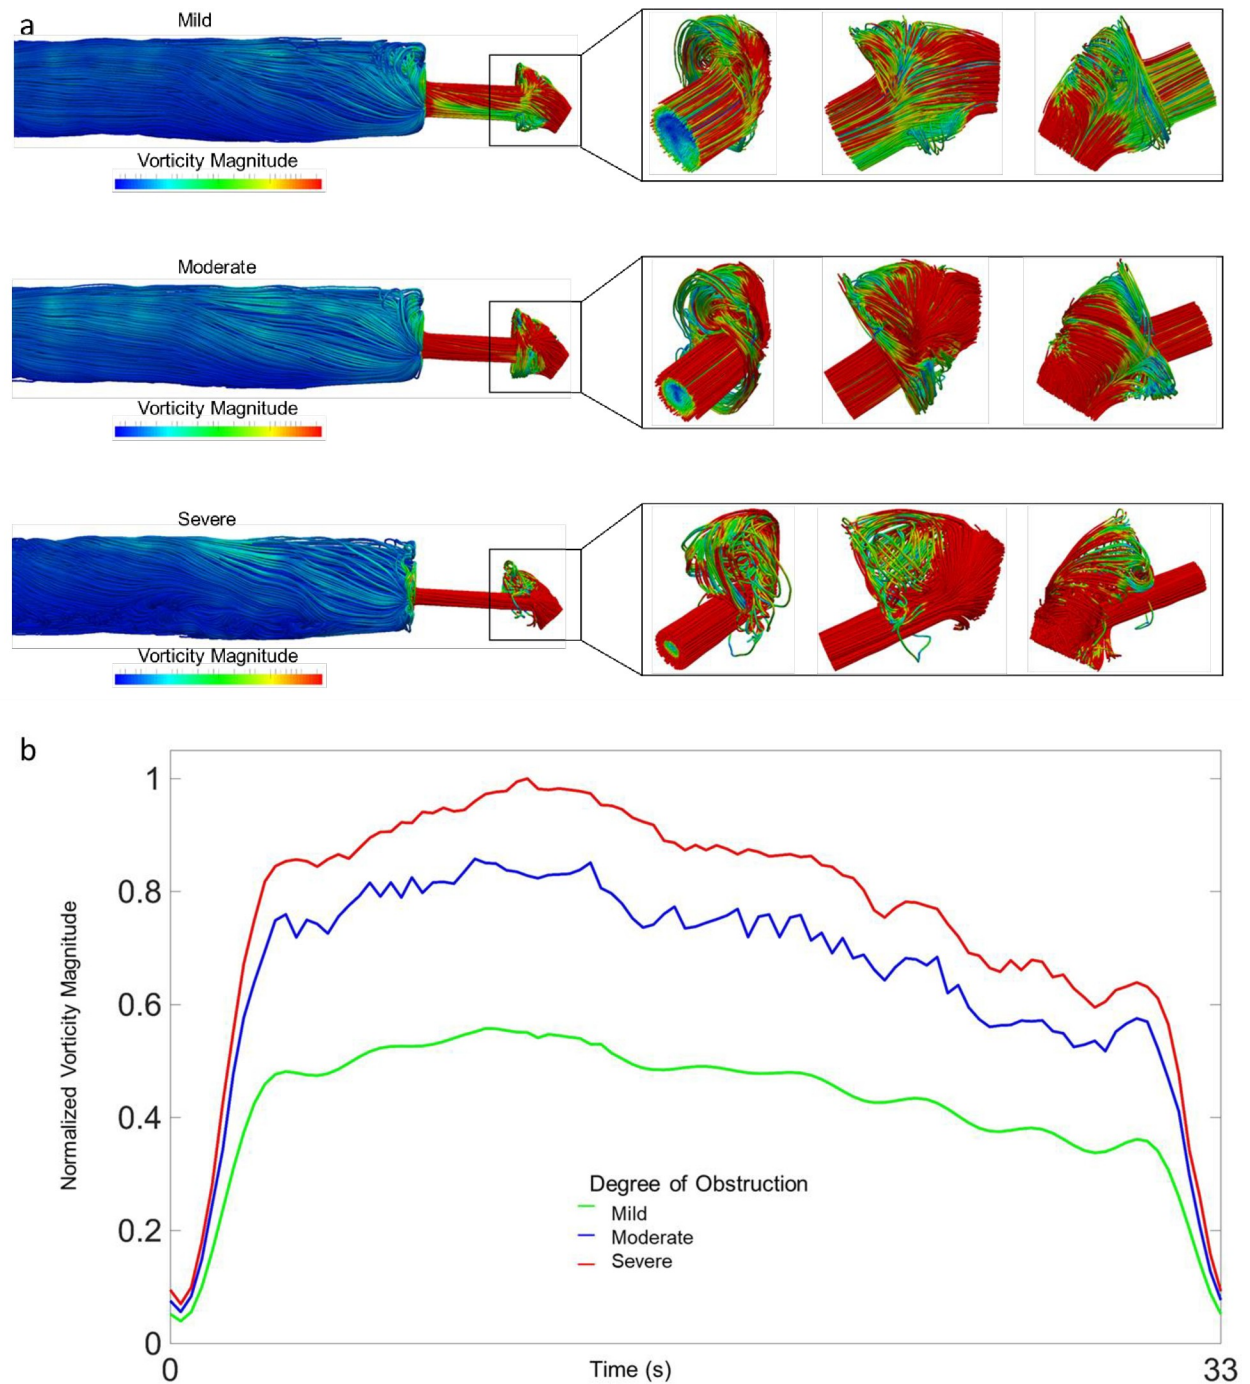 a
Mild
Vorticity Magnitude
Moderate
Vorticity Magnitude
Severe
Vorticity Magnitude
b
1
0.8
0.6
0.4
0.2
0
Normalized Vorticity Magnitude
Degree of Obstruction
Mild
Moderate
Severe
0
Time (s)
33